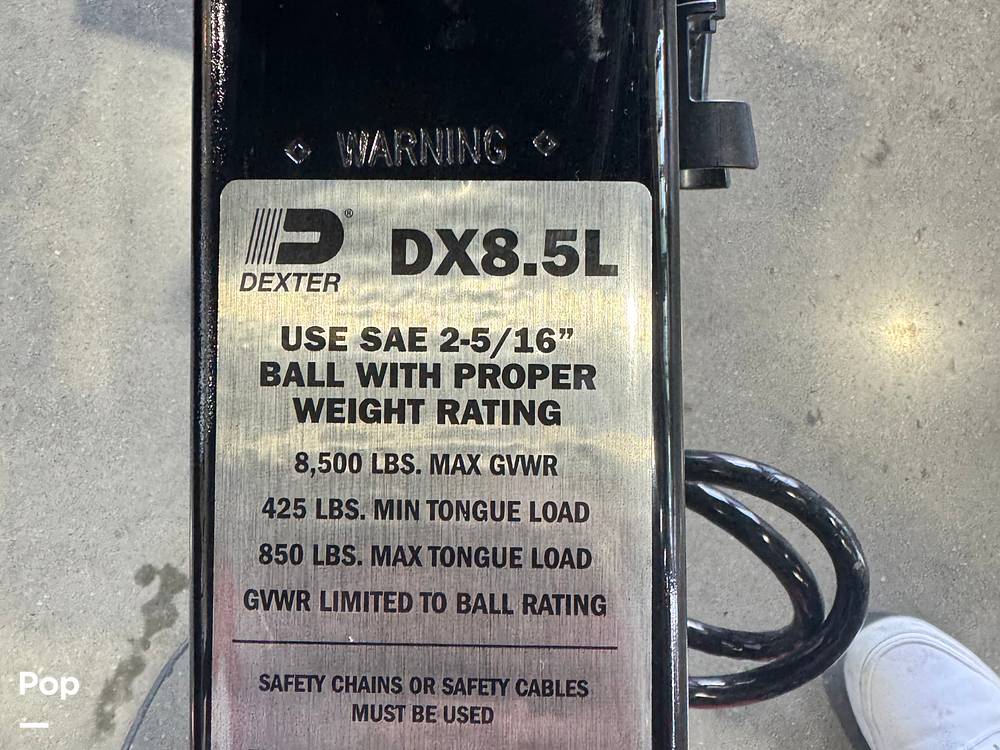 WARNING
DEXTER®
DX8.5L
USE SAE 2-5/16”
BALL WITH PROPER
WEIGHT RATING
8,500 LBS. MAX GVWR
425 LBS. MIN TONGUE LOAD
850 LBS. MAX TONGUE LOAD
GVWR LIMITED TO BALL RATING
SAFETY CHAINS OR SAFETY CABLES
MUST BE USED
Pop